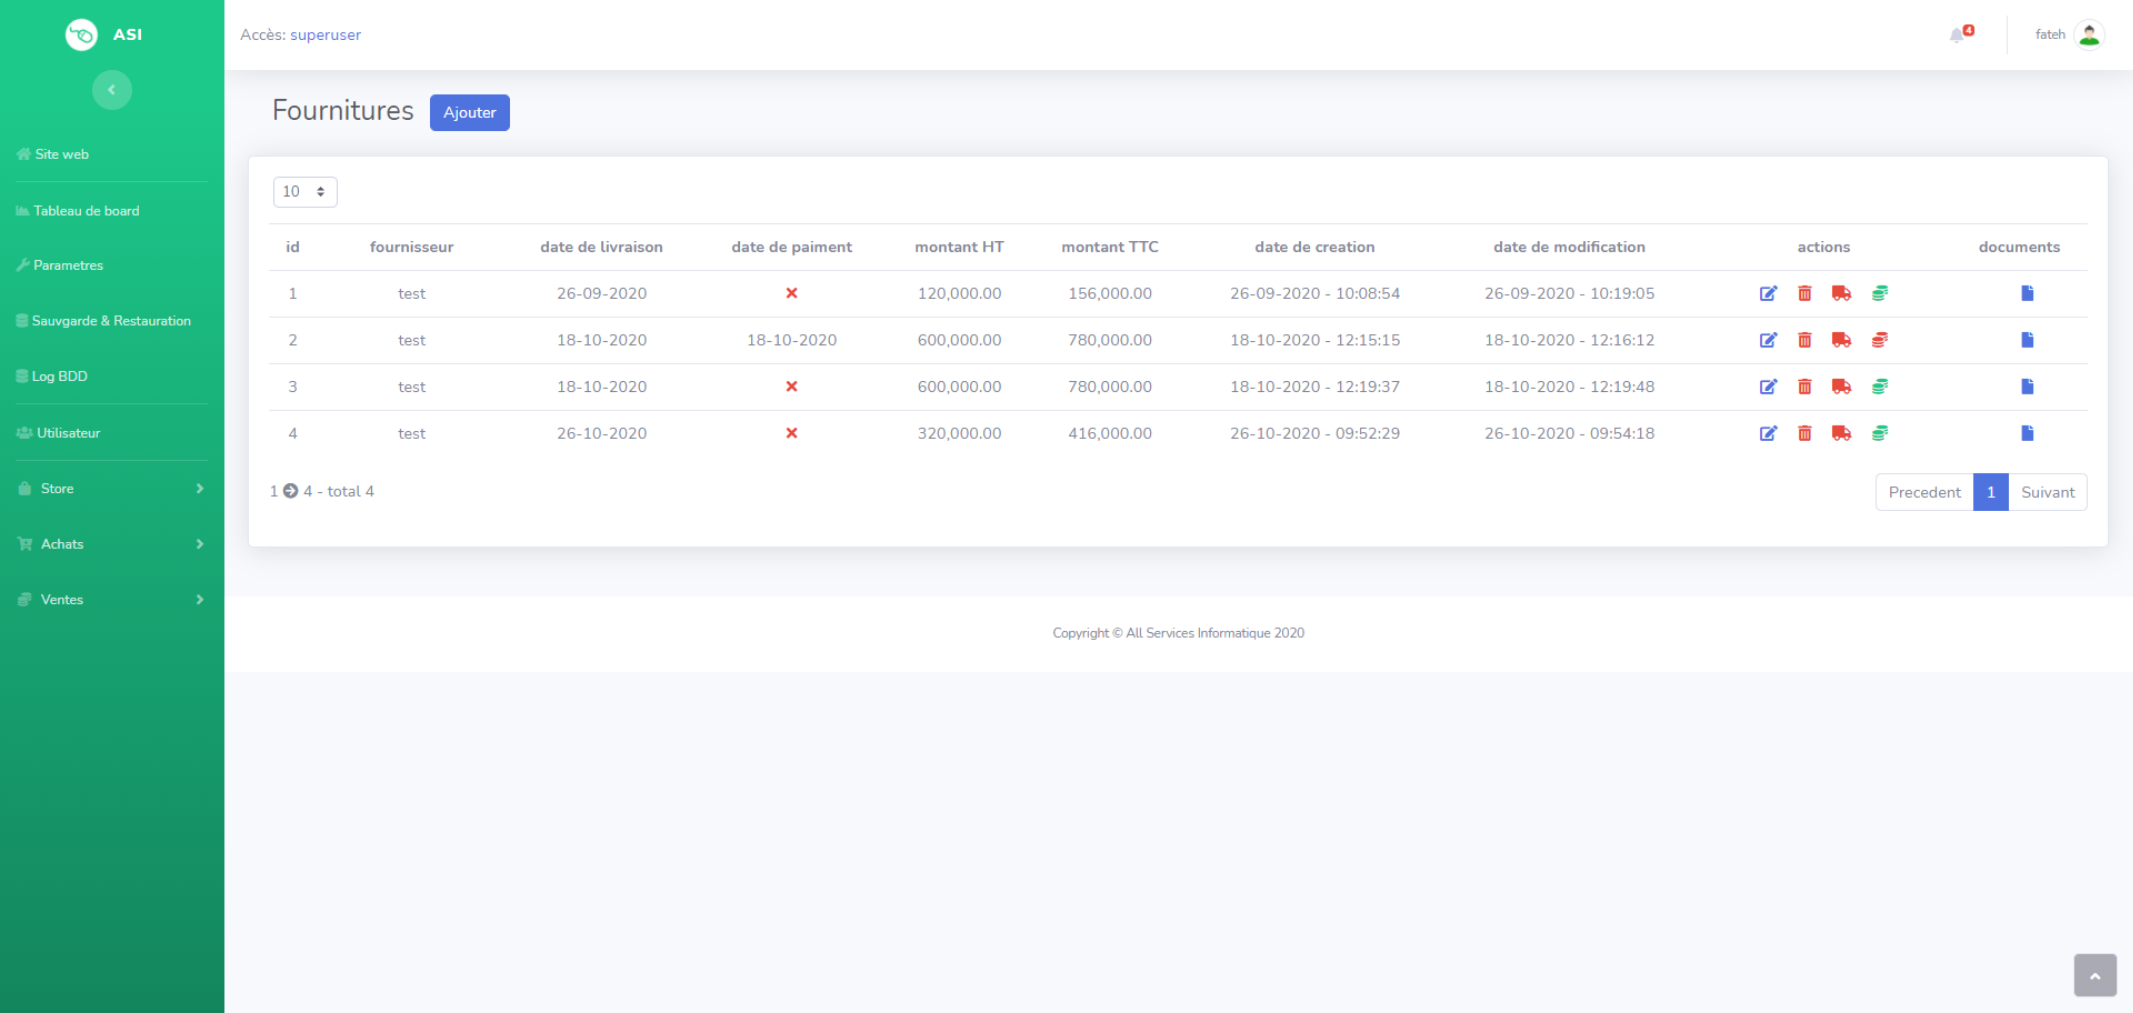 ASI
Accès: superuser
4
fateh
Fournitures
Ajouter
Site web
Tableau de board
Parametres
Sauvgarde & Restauration
Log BDD
Utilisateur
Store
Achats
Ventes
10
id fournisseur date de livraison date de paiment montant HT montant TTC date de creation date de modification actions documents
1 test 26-09-2020 120,000.00 156,000.00 26-09-2020 - 10:08:54 26-09-2020 - 10:19:05
2 test 18-10-2020 18-10-2020 600,000.00 780,000.00 18-10-2020 - 12:15:15 18-10-2020 - 12:16:12
3 test 18-10-2020 600,000.00 780,000.00 18-10-2020 - 12:19:37 18-10-2020 - 12:19:48
4 test 26-10-2020 320,000.00 416,000.00 26-10-2020 - 09:52:29 26-10-2020 - 09:54:18
1 4 - total 4
Precedent 1 Suivant
Copyright © All Services Informatique 2020